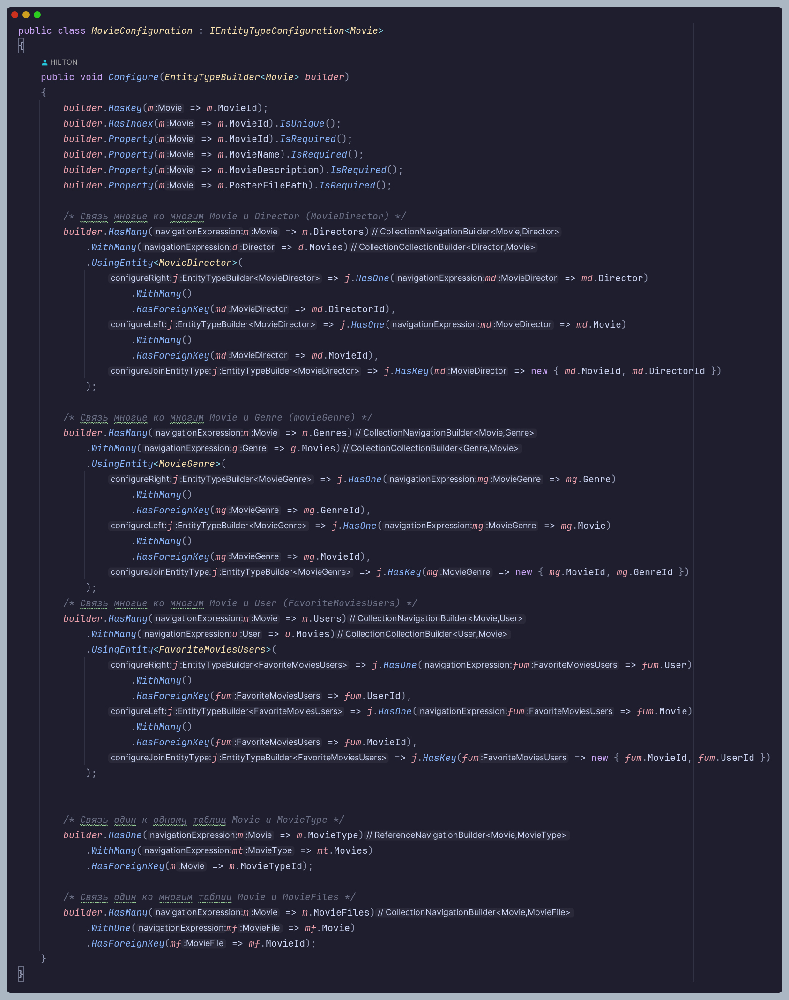 public class MovieConfiguration : IEntityTypeConfiguration<Movie>
{
HILTON
public void Configure(EntityTypeBuilder<Movie> builder)
{
builder.HasKey(m :Movie => m.MovieId);
builder.HasIndex(m :Movie => m.MovieId).IsUnique();
builder.Property(m :Movie => m.MovieId).IsRequired();
builder.Property(m :Movie => m.MovieName).IsRequired();
builder.Property(m :Movie => m.MovieDescription).IsRequired();
builder.Property(m :Movie => m.PosterFilePath).IsRequired();
/* Связь многие ко многим Movie и Director (MovieDirector) */
builder.HasMany( navigationExpression: m :Movie => m.Directors) // CollectionNavigationBuilder<Movie,Director>
.WithMany( navigationExpression: d :Director => d.Movies) // CollectionCollectionBuilder<Director,Movie>
.UsingEntity<MovieDirector>(
configureRight: j :EntityTypeBuilder<MovieDirector> => j.HasOne( navigationExpression: md :MovieDirector => md.Director)
.WithMany()
.HasForeignKey(md :MovieDirector => md.DirectorId),
configureLeft: j :EntityTypeBuilder<MovieDirector> => j.HasOne( navigationExpression: md :MovieDirector => md.Movie)
.WithMany()
.HasForeignKey(md :MovieDirector => md.MovieId),
configureJoinEntityType: j :EntityTypeBuilder<MovieDirector> => j.HasKey(md :MovieDirector => new { md.MovieId, md.DirectorId })
);
/* Связь многие ко многим Movie и Genre (movieGenre) */
builder.HasMany( navigationExpression: m :Movie => m.Genres) // CollectionNavigationBuilder<Movie,Genre>
.WithMany( navigationExpression: g :Genre => g.Movies) // CollectionCollectionBuilder<Genre,Movie>
.UsingEntity<MovieGenre>(
configureRight: j :EntityTypeBuilder<MovieGenre> => j.HasOne( navigationExpression: mg :MovieGenre => mg.Genre)
.WithMany()
.HasForeignKey(mg :MovieGenre => mg.GenreId),
configureLeft: j :EntityTypeBuilder<MovieGenre> => j.HasOne( navigationExpression: mg :MovieGenre => mg.Movie)
.WithMany()
.HasForeignKey(mg :MovieGenre => mg.MovieId),
configureJoinEntityType: j :EntityTypeBuilder<MovieGenre> => j.HasKey(mg :MovieGenre => new { mg.MovieId, mg.GenreId })
);
/* Связь многие ко многим Movie и User (FavoriteMoviesUsers) */
builder.HasMany( navigationExpression: m :Movie => m.Users) // CollectionNavigationBuilder<Movie,User>
.WithMany( navigationExpression: u :User => u.Movies) // CollectionCollectionBuilder<User,Movie>
.UsingEntity<FavoriteMoviesUsers>(
configureRight: j :EntityTypeBuilder<FavoriteMoviesUsers> => j.HasOne( navigationExpression: fum :FavoriteMoviesUsers => fum.User)
.WithMany()
.HasForeignKey(fum :FavoriteMoviesUsers => fum.UserId),
configureLeft: j :EntityTypeBuilder<FavoriteMoviesUsers> => j.HasOne( navigationExpression: fum :FavoriteMoviesUsers => fum.Movie)
.WithMany()
.HasForeignKey(fum :FavoriteMoviesUsers => fum.MovieId),
configureJoinEntityType: j :EntityTypeBuilder<FavoriteMoviesUsers> => j.HasKey(fum :FavoriteMoviesUsers => new { fum.MovieId, fum.UserId })
);
/* Связь один к одному таблиц Movie и MovieType */
builder.HasOne( navigationExpression: m :Movie => m.MovieType) // ReferenceNavigationBuilder<Movie,MovieType>
.WithMany( navigationExpression: mt :MovieType => mt.Movies)
.HasForeignKey(m :Movie => m.MovieTypeId);
/* Связь один ко многим таблиц Movie и MovieFiles */
builder.HasMany( navigationExpression: m :Movie => m.MovieFiles) // CollectionNavigationBuilder<Movie,MovieFile>
.WithOne( navigationExpression: mf :MovieFile => mf.Movie)
.HasForeignKey(mf :MovieFile => mf.MovieId);
}
}